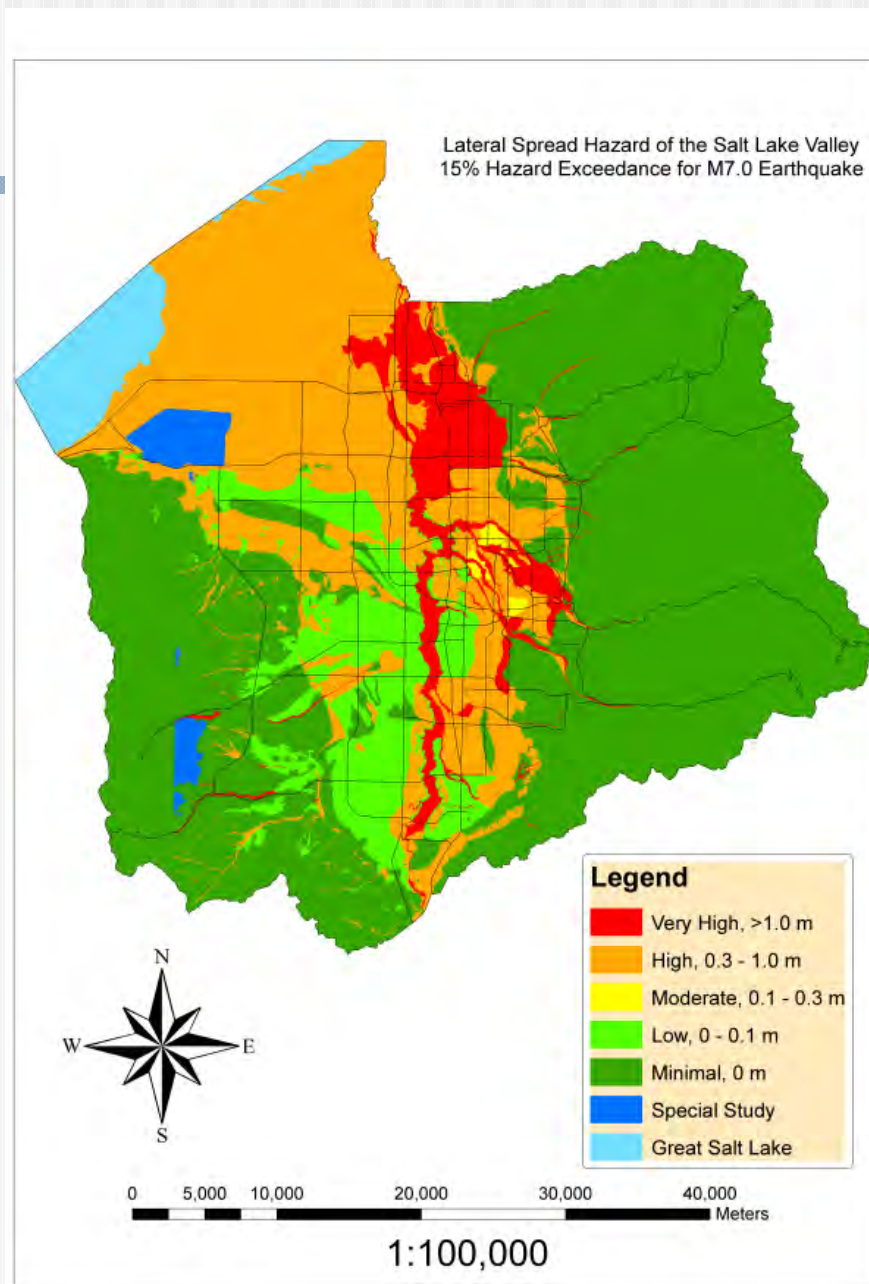 Lateral Spread Hazard of the Salt Lake Valley
15% Hazard Exceedance for M7.0 Earthquake
Legend
Very High, >1.0 m
High, 0.3 - 1.0 m
Moderate, 0.1 - 0.3 m
Low, 0 - 0.1 m
Minimal, 0 m
Special Study
Great Salt Lake
N
W
E
S
0 5,000 10,000 20,000 30,000 40,000
Meters
1:100,000